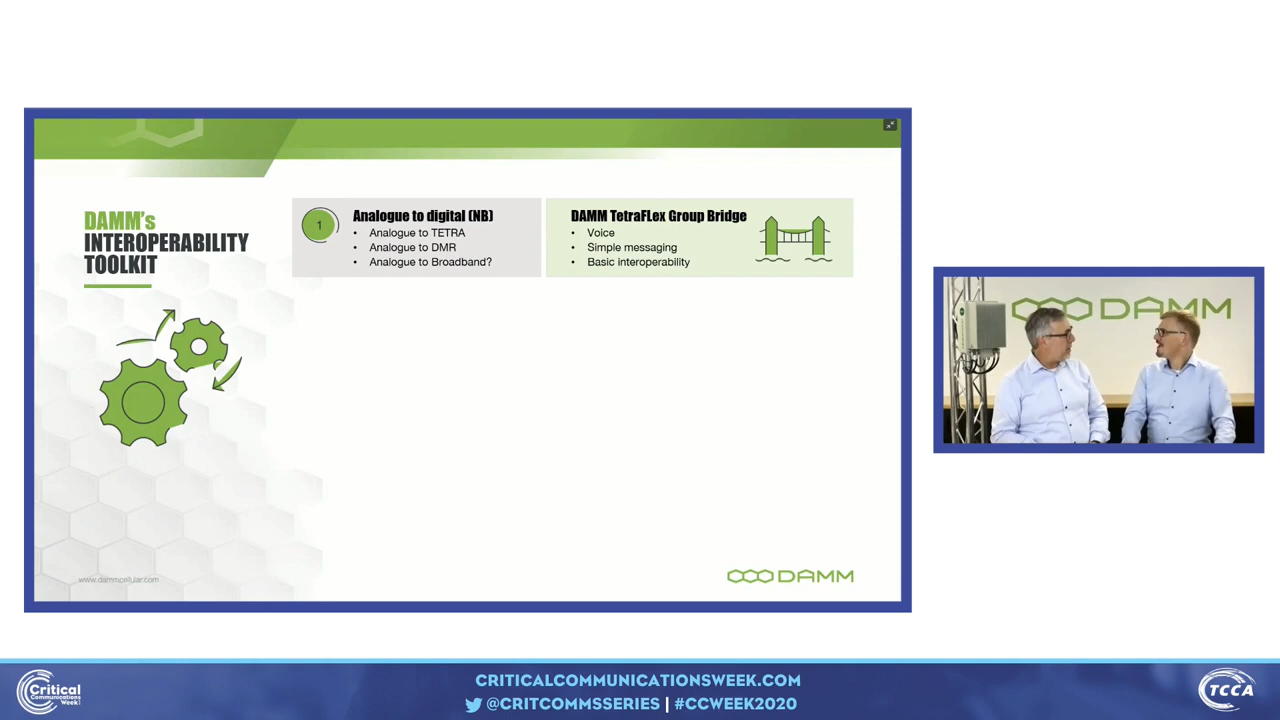 DAMM's
INTEROPERABILITY
TOOLKIT
1
Analogue to digital (NB)
• Analogue to TETRA
• Analogue to DMR
• Analogue to Broadband?
DAMM TetraFLex Group Bridge
• Voice
• Simple messaging
• Basic interoperability
www.dammcellular.com
DAMM
DAMM
Critical
Communications
Week
CRITICALCOMMUNICATIONSWEEK.COM
@CRITCOMMSSERIES | #CCWEEK2020
TCCA